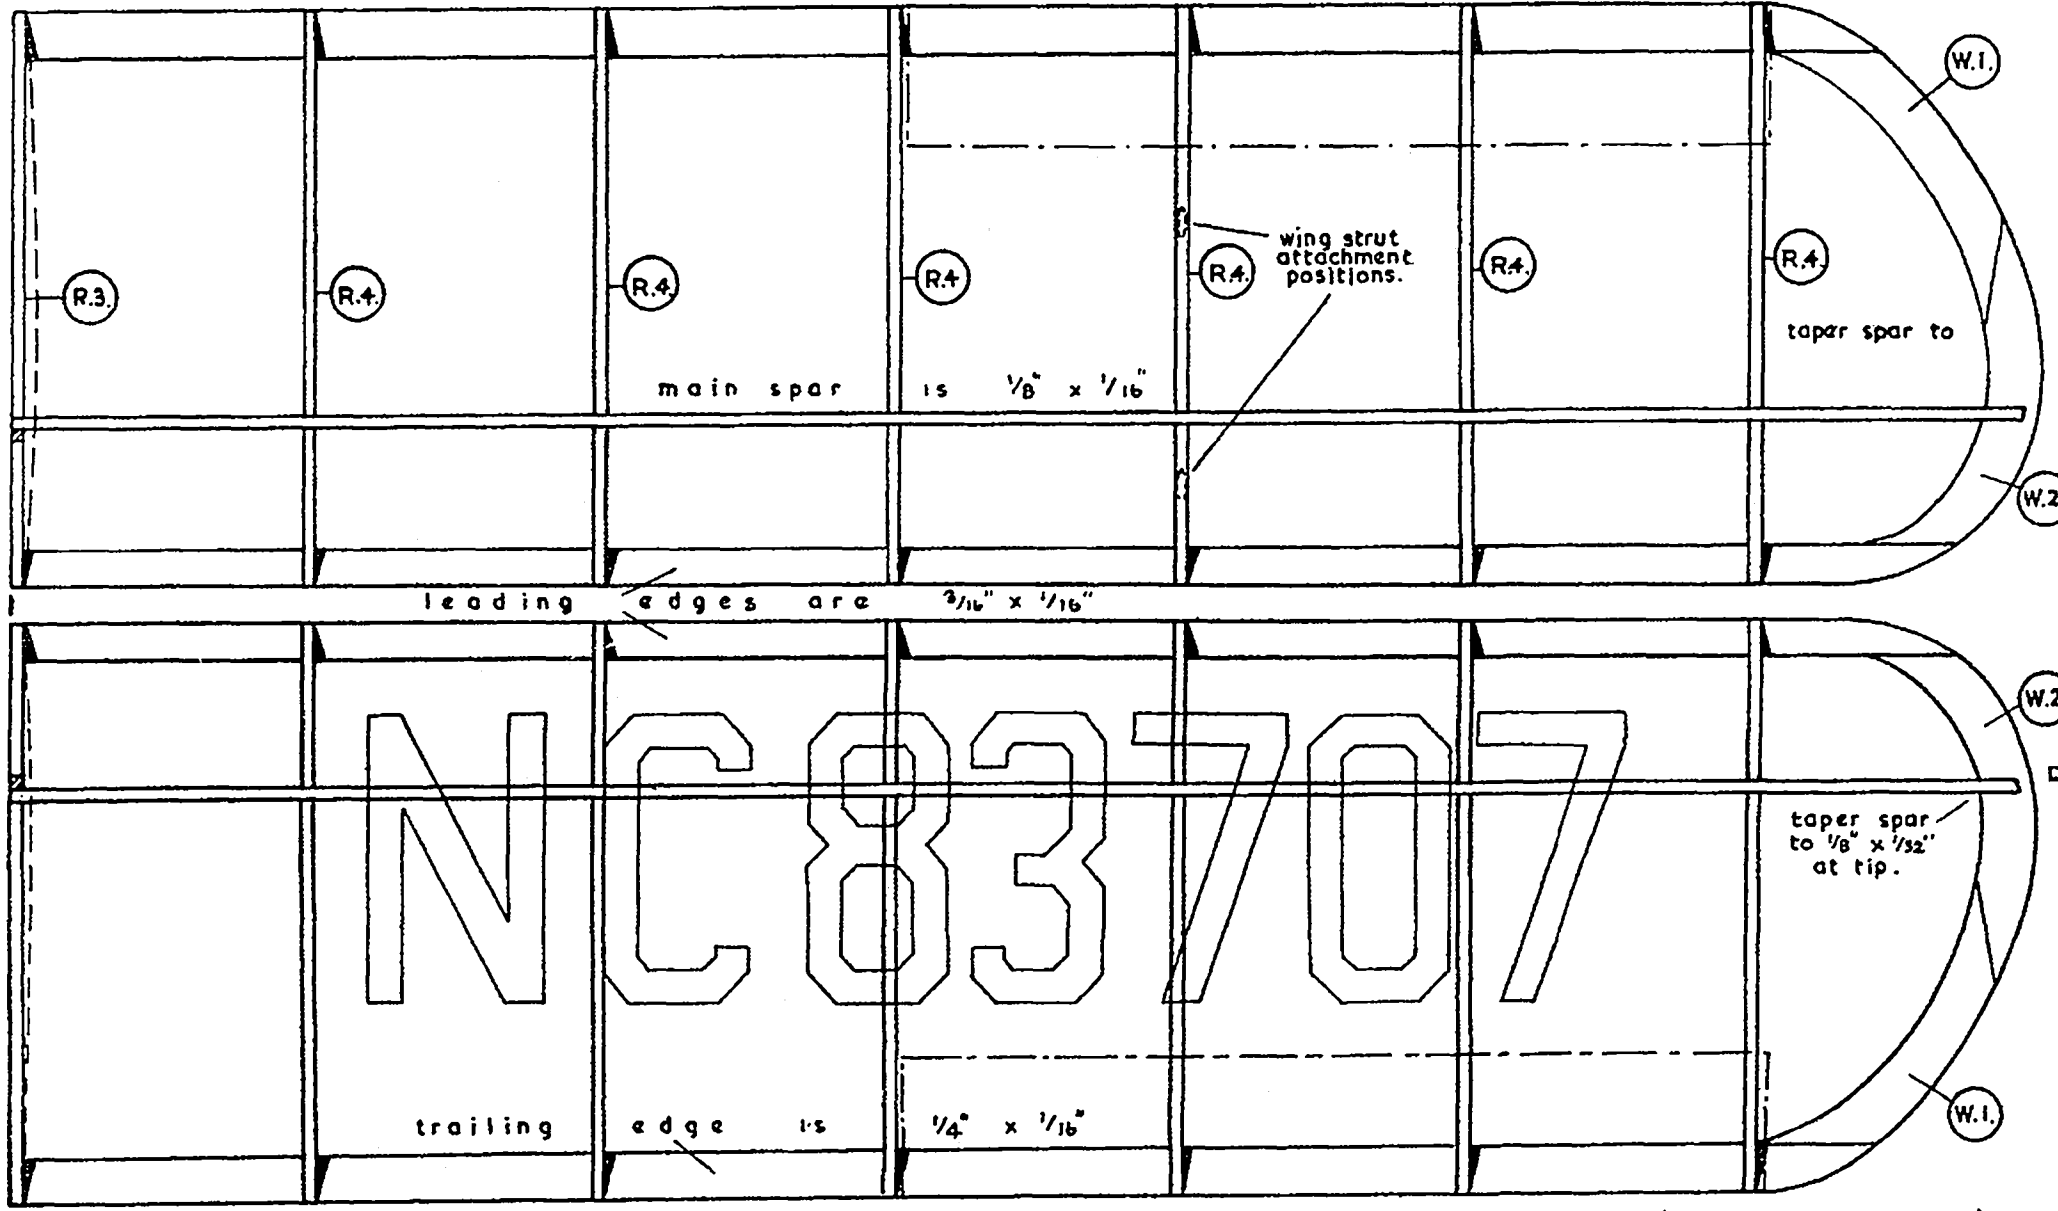 W.1.
R.3.
R.4.
R.4.
R.4
R.4.
R.4.
R.4.
wing strut
attachment
positions.
taper spar to
main spar is 1/8" x 1/16"
W.2
leading edges are 3/16" x 1/16"
W.2
NC83707
taper spar
to 1/8" x 1/32"
at tip.
trailing edge is 1/4" x 1/16"
W.1.